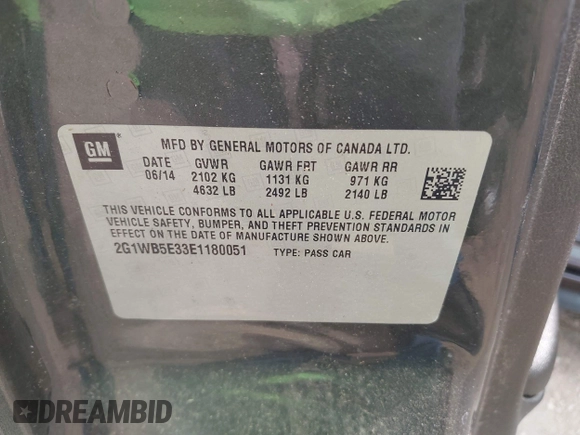 GM
MFD BY GENERAL MOTORS OF CANADA LTD.
DATE GVWR GAWR FRT GAWR RR
06/14 2102 KG 1131 KG 971 KG
4632 LB 2492 LB 2140 LB
THIS VEHICLE CONFORMS TO ALL APPLICABLE U.S. FEDERAL MOTOR
VEHICLE SAFETY, BUMPER, AND THEFT PREVENTION STANDARDS IN
EFFECT ON THE DATE OF MANUFACTURE SHOWN ABOVE.
2G1WB5E33E1180051 TYPE: PASS CAR
DREAMBID